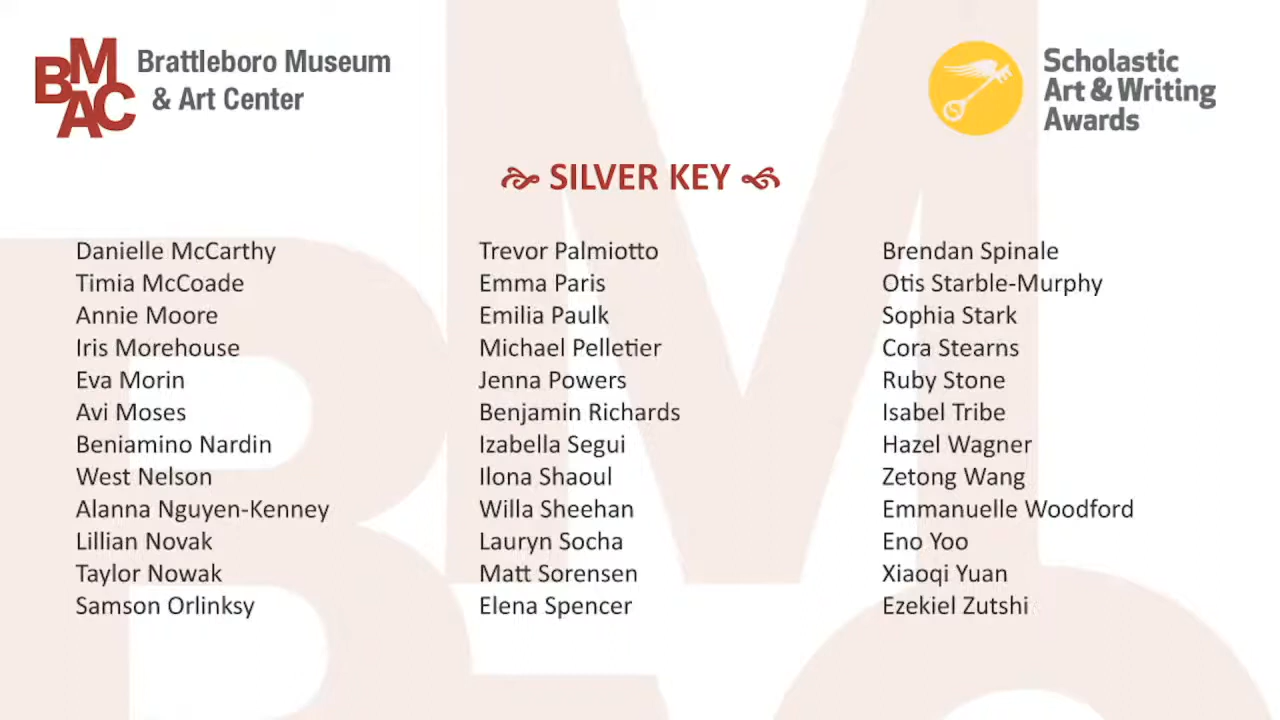 BMAC
Brattleboro Museum
& Art Center
Scholastic
Art & Writing
Awards
SILVER KEY
Danielle McCarthy
Timia McCoade
Annie Moore
Iris Morehouse
Eva Morin
Avi Moses
Beniamino Nardin
West Nelson
Alanna Nguyen-Kenney
Lillian Novak
Taylor Nowak
Samson Orlinksy
Trevor Palmiotto
Emma Paris
Emilia Paulk
Michael Pelletier
Jenna Powers
Benjamin Richards
Izabella Segui
Ilona Shaoul
Willa Sheehan
Lauryn Socha
Matt Sorensen
Elena Spencer
Brendan Spinale
Otis Starble-Murphy
Sophia Stark
Cora Stearns
Ruby Stone
Isabel Tribe
Hazel Wagner
Zetong Wang
Emmanuelle Woodford
Eno Yoo
Xiaoqi Yuan
Ezekiel Zutshi